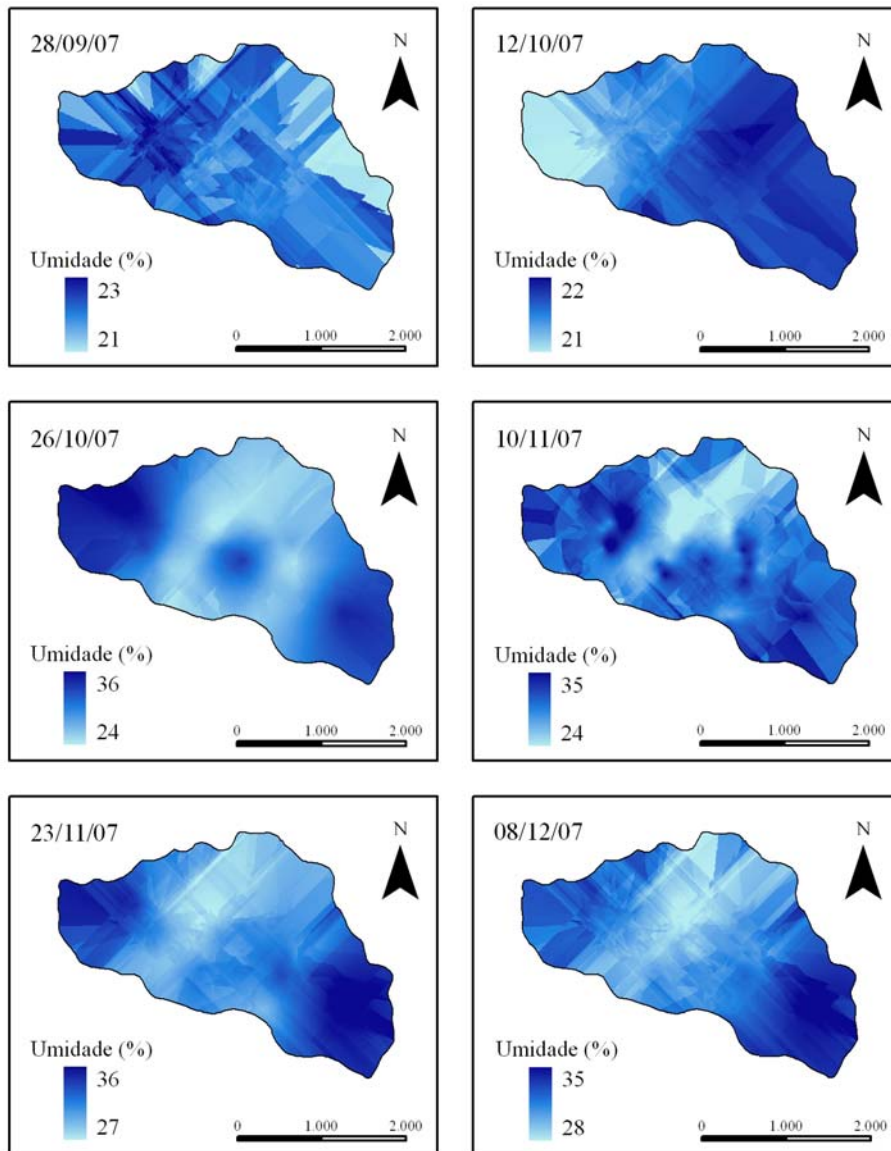 28/09/07
N
Umidade (%)
23
21
0 1.000 2.000
12/10/07
N
Umidade (%)
22
21
0 1.000 2.000
26/10/07
N
Umidade (%)
36
24
0 1.000 2.000
10/11/07
N
Umidade (%)
35
24
0 1.000 2.000
23/11/07
N
Umidade (%)
36
27
0 1.000 2.000
08/12/07
N
Umidade (%)
35
28
0 1.000 2.000